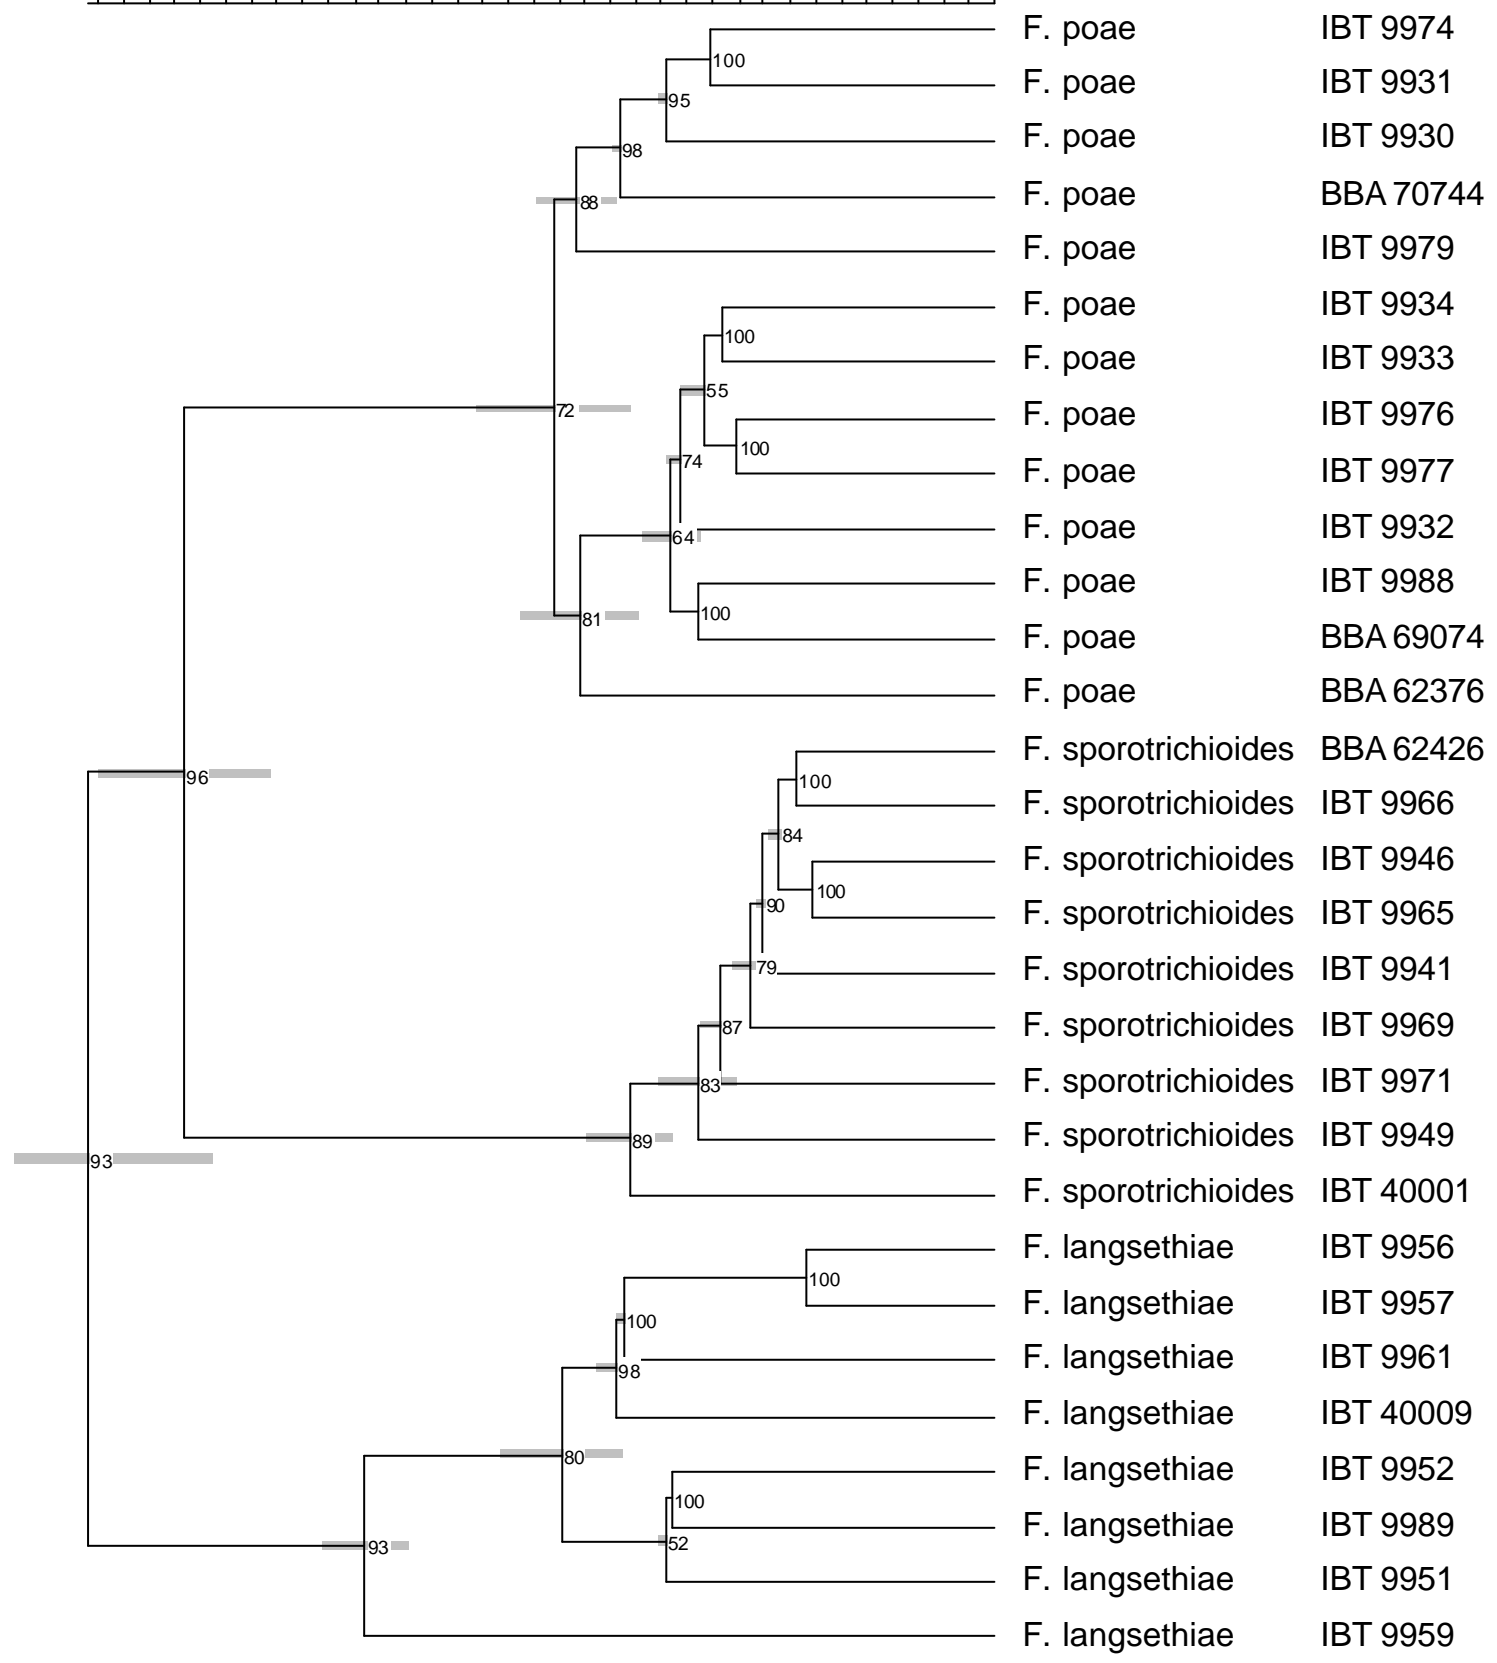 F. poae IBT 9974
100
F. poae IBT 9931
95
F. poae IBT 9930
98
F. poae BBA 70744
88
F. poae IBT 9979
F. poae IBT 9934
100
F. poae IBT 9933
55
72
F. poae IBT 9976
100
74
F. poae IBT 9977
F. poae IBT 9932
64
F. poae IBT 9988
100
81
F. poae BBA 69074
F. poae BBA 62376
F. sporotrichioides BBA 62426
96
100
F. sporotrichioides IBT 9966
84
F. sporotrichioides IBT 9946
100
90
F. sporotrichioides IBT 9965
79
F. sporotrichioides IBT 9941
87
F. sporotrichioides IBT 9969
83
F. sporotrichioides IBT 9971
89
F. sporotrichioides IBT 9949
93
F. sporotrichioides IBT 40001
F. langsethiae IBT 9956
100
F. langsethiae IBT 9957
100
F. langsethiae IBT 9961
98
F. langsethiae IBT 40009
80
F. langsethiae IBT 9952
100
F. langsethiae IBT 9989
52
93
F. langsethiae IBT 9951
F. langsethiae IBT 9959